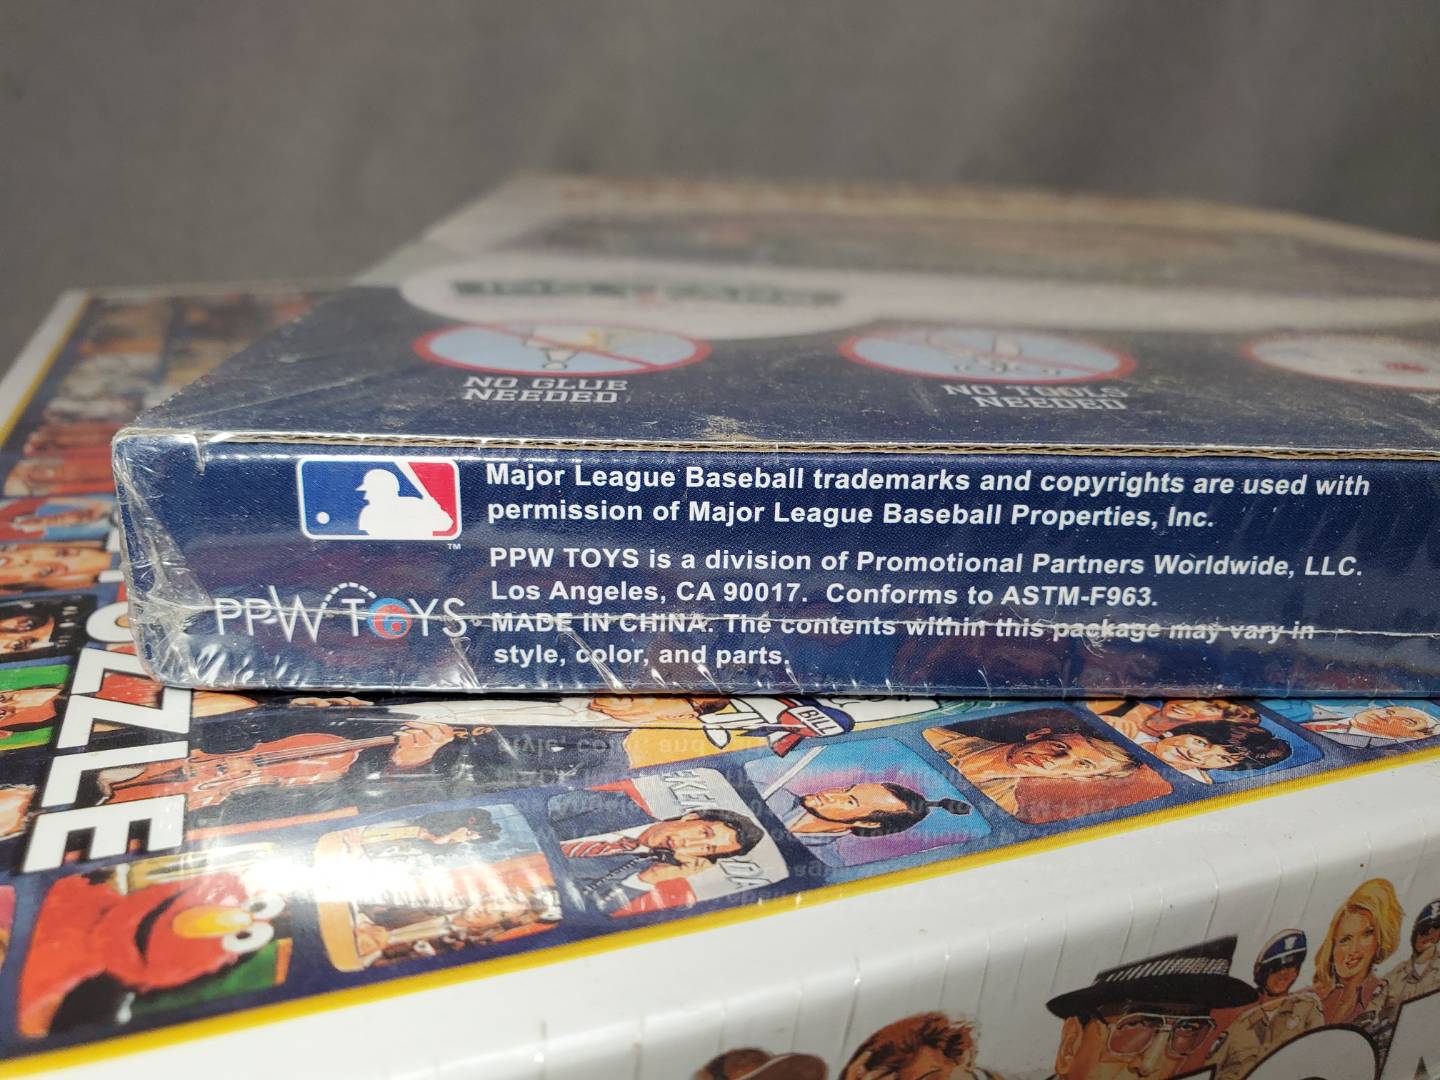 NO GLUE
NEEDED
NO TOOLS
NEEDED
Major League Baseball trademarks and copyrights are used with
permission of Major League Baseball Properties, Inc.
™
PPW TOYS is a division of Promotional Partners Worldwide, LLC.
Los Angeles, CA 90017. Conforms to ASTM-F963.
PPW TOYS
MADE IN CHINA. The contents within this package may vary in
style, color, and parts.
BILL